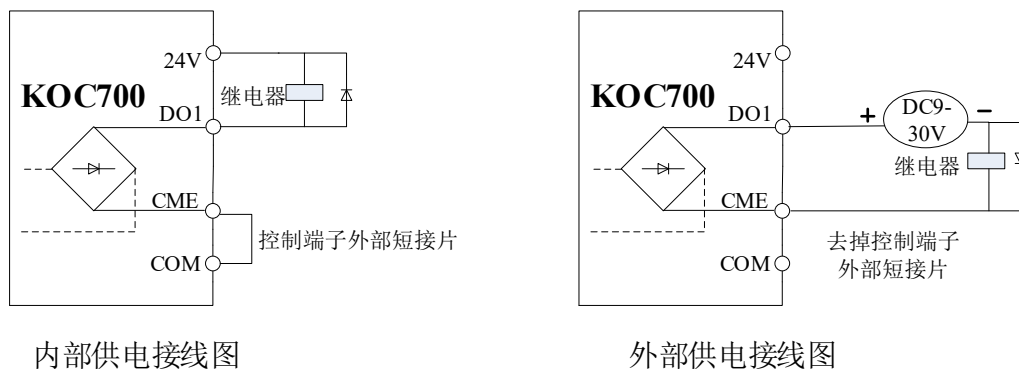 24V
KOC700
继电器
DO1
CME
控制端子外部短接片
COM
内部供电接线图
24V
KOC700
DO1
+
DC9-
30V
−
继电器
CME
去掉控制端子
外部短接片
COM
外部供电接线图